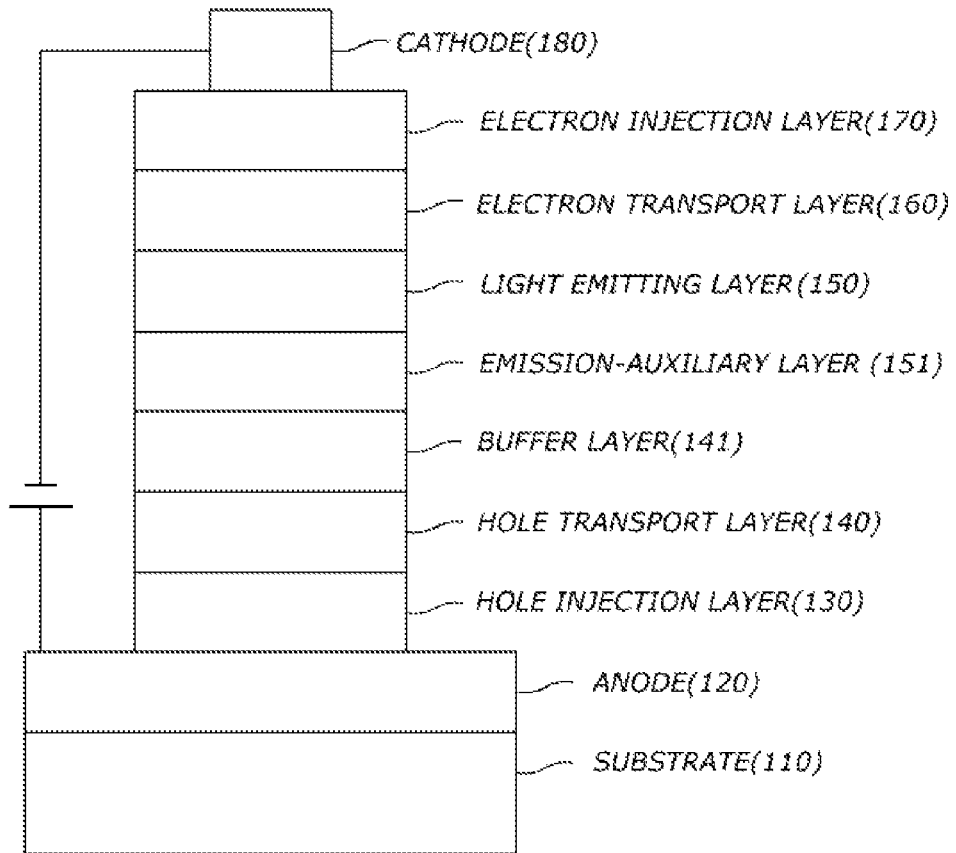 CATHODE(180)
ELECTRON INJECTION LAYER(170)
ELECTRON TRANSPORT LAYER(160)
LIGHT EMITTING LAYER(150)
EMISSION-AUXILIARY LAYER (151)
BUFFER LAYER(141)
HOLE TRANSPORT LAYER(140)
HOLE INJECTION LAYER(130)
ANODE(120)
SUBSTRATE(110)